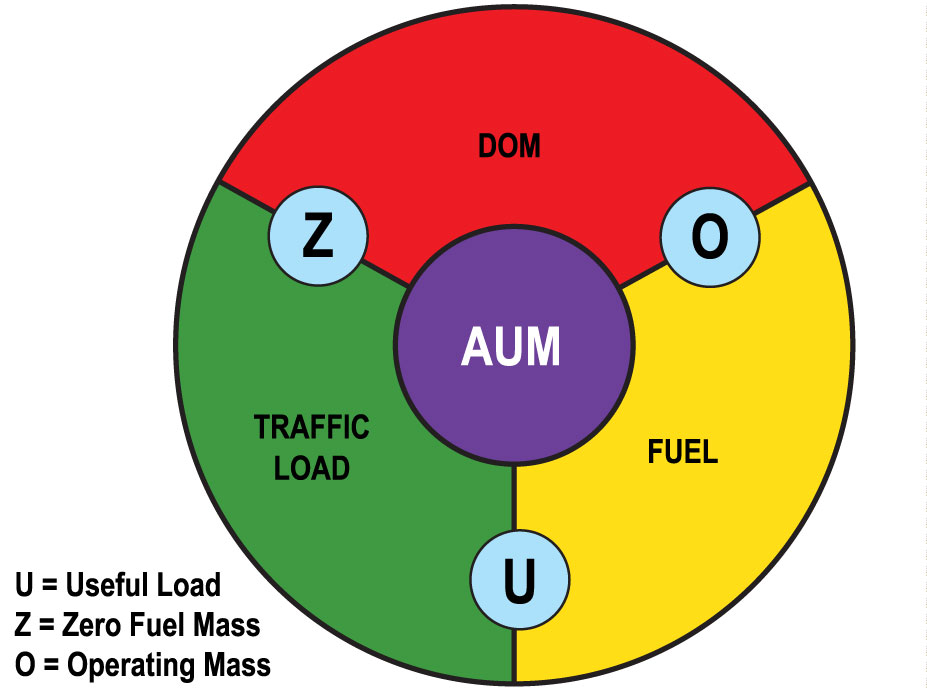 DOM
Z
O
AUM
TRAFFIC
LOAD
FUEL
U
U = Useful Load
Z = Zero Fuel Mass
O = Operating Mass